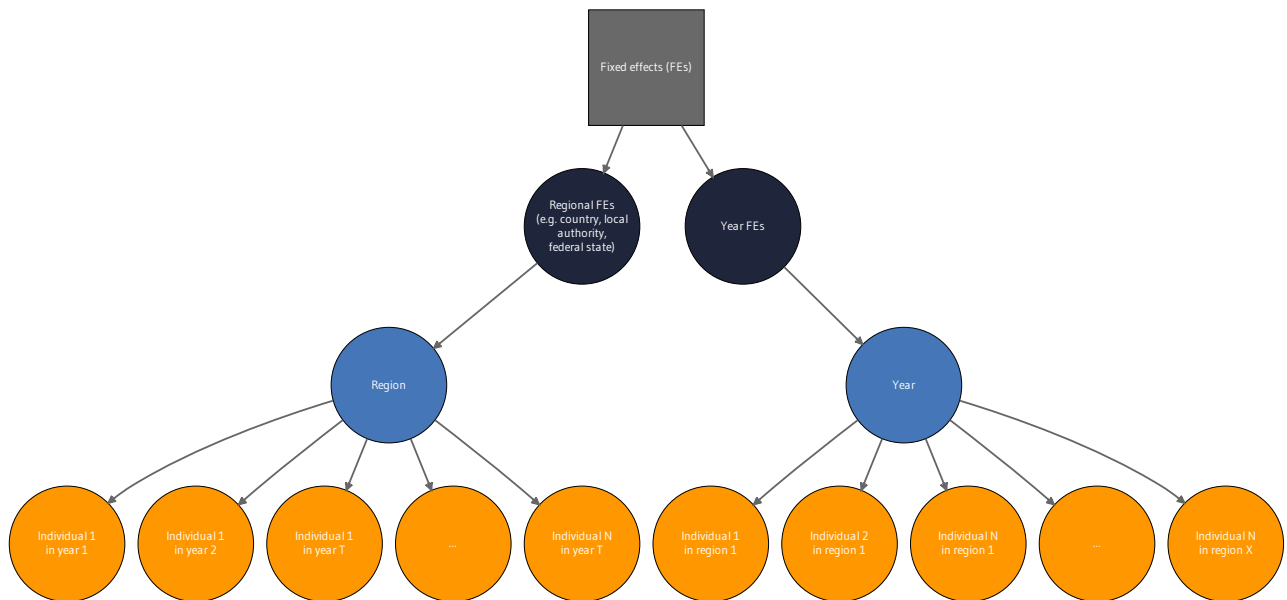 Fixed effects (FEs)
Regional FEs
(e.g. country, local
authority,
federal state)
Year FEs
Region
Year
Individual 1
in year 1
Individual 1
in year 2
Individual 1
in year T
...
Individual N
in year T
Individual 1
in region 1
Individual 2
in region 1
Individual N
in region 1
...
Individual N
in region X